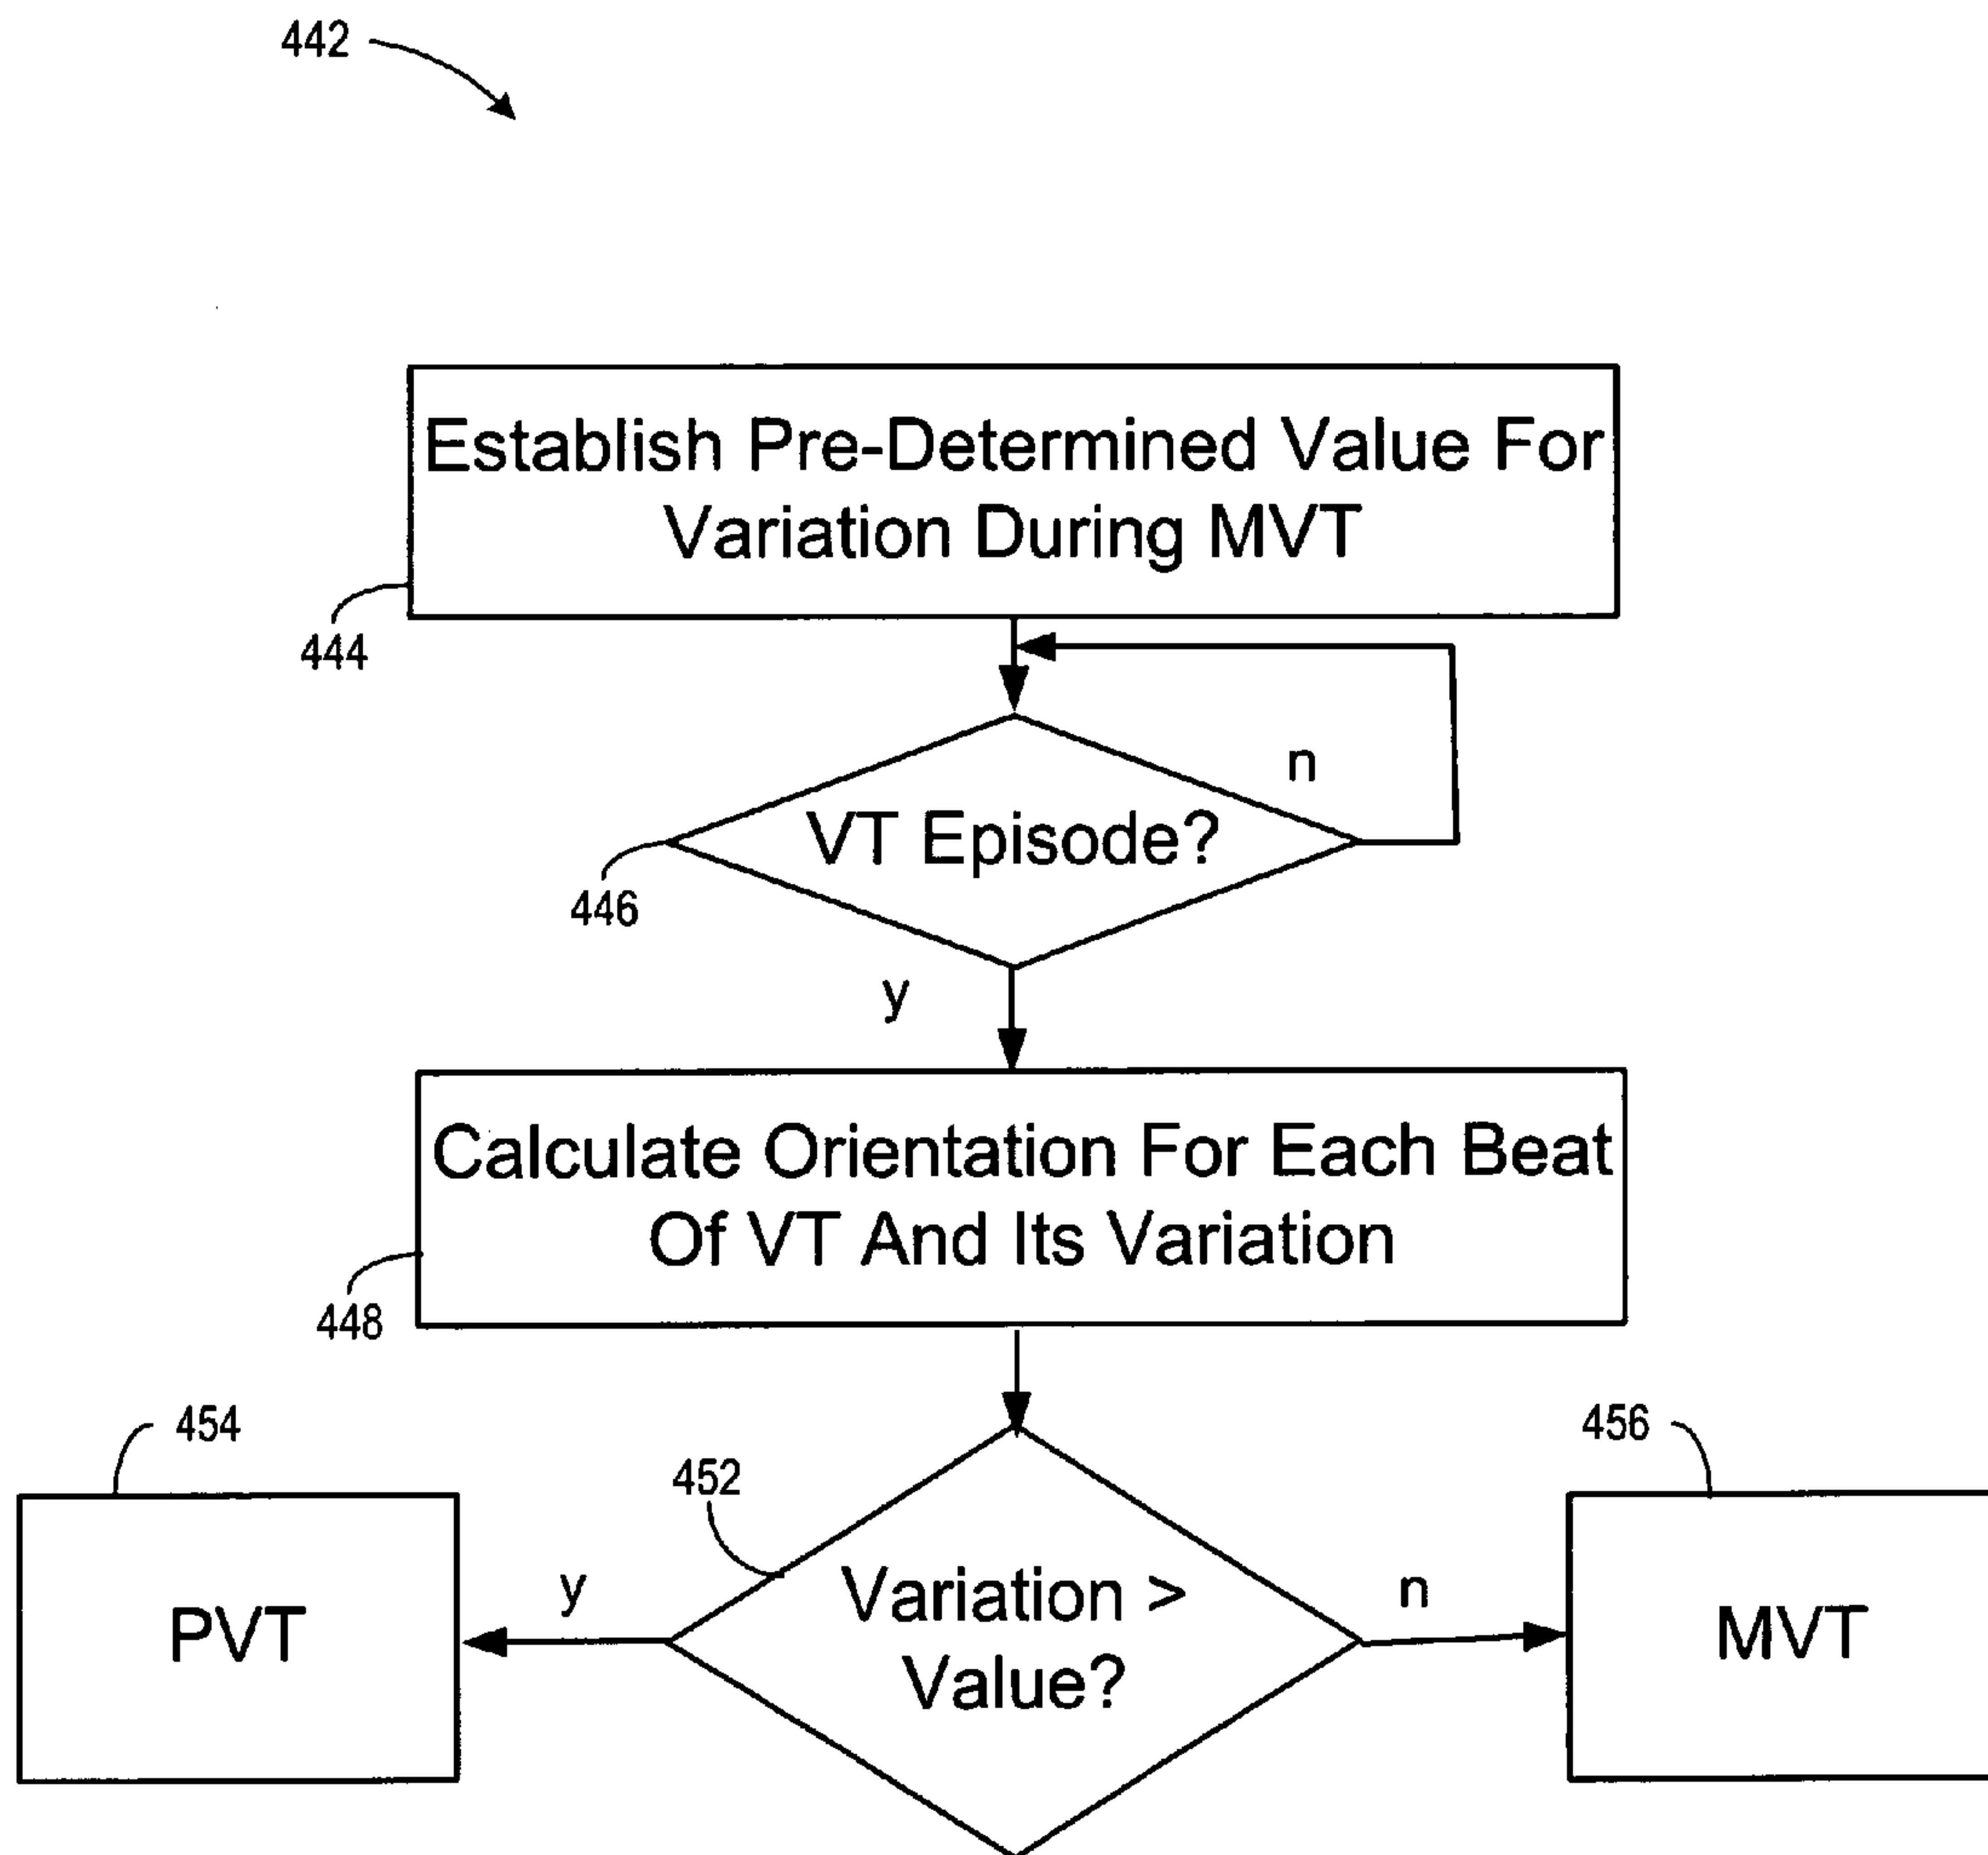 442
Establish Pre-Determined Value For
Variation During MVT
444
n
VT Episode?
446
y
Calculate Orientation For Each Beat
Of VT And Its Variation
448
454
456
452
y
Variation >
n
PVT
MVT
Value?